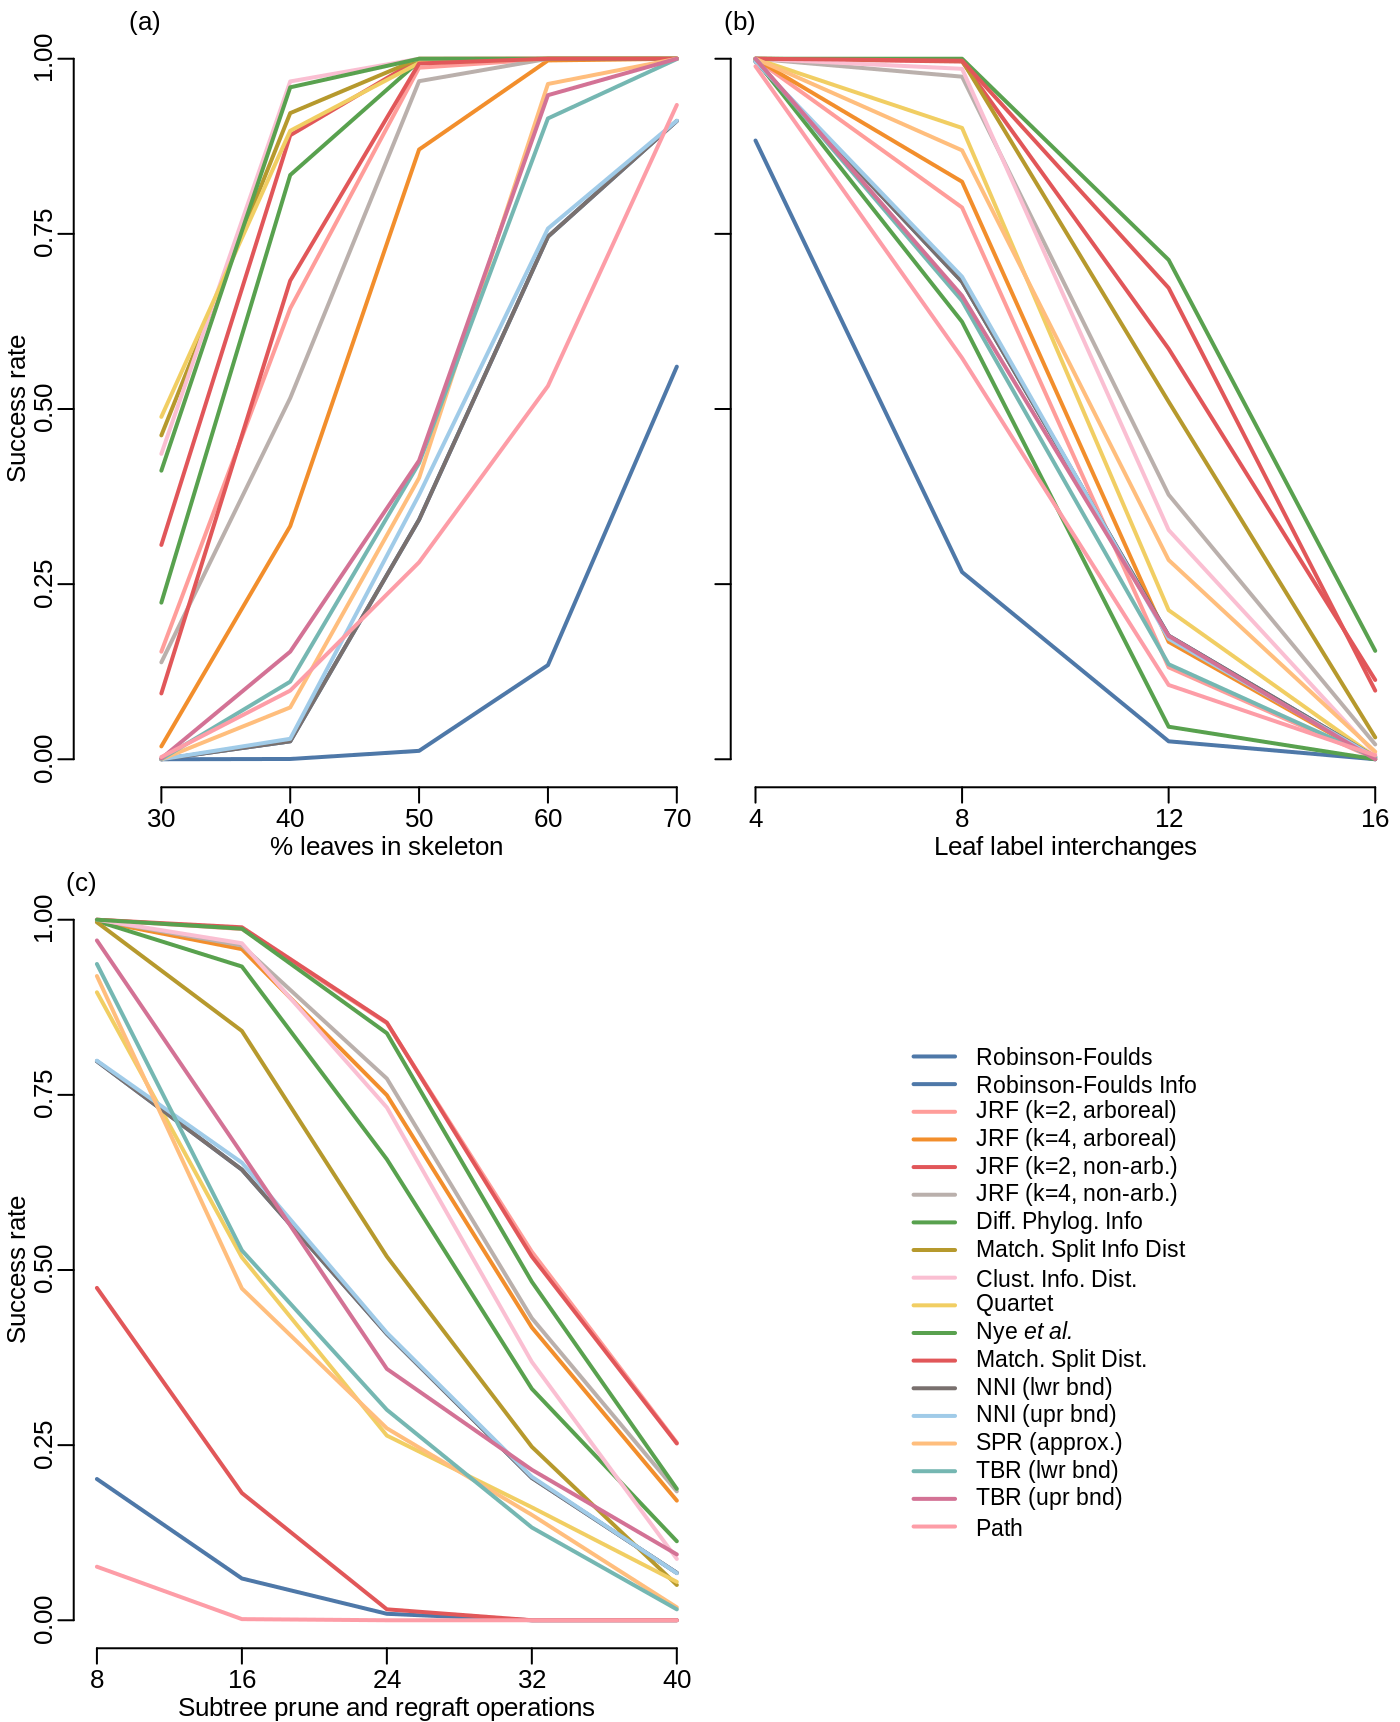 (a)
1.00
0.75
0.50
0.25
0.00
Success rate
30 40 50 60 70
% leaves in skeleton
(b)
4 8 12 16
Leaf label interchanges
(c)
1.00
0.75
0.50
0.25
0.00
Success rate
8 16 24 32 40
Subtree prune and regraft operations
Robinson-Foulds
Robinson-Foulds Info
JRF (k=2, arboreal)
JRF (k=4, arboreal)
JRF (k=2, non-arb.)
JRF (k=4, non-arb.)
Diff. Phylog. Info
Match. Split Info Dist
Clust. Info. Dist.
Quartet
Nye et al.
Match. Split Dist.
NNI (lwr bnd)
NNI (upr bnd)
SPR (approx.)
TBR (lwr bnd)
TBR (upr bnd)
Path